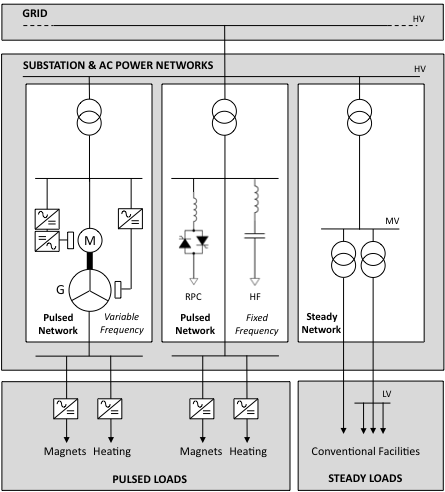 GRID
HV
SUBSTATION & AC POWER NETWORKS
HV
MV
M
G
RPC
HF
Pulsed
Network
Variable
Frequency
Pulsed
Network
Fixed
Frequency
Steady
Network
LV
Magnets Heating
Magnets Heating
Conventional Facilities
PULSED LOADS
STEADY LOADS